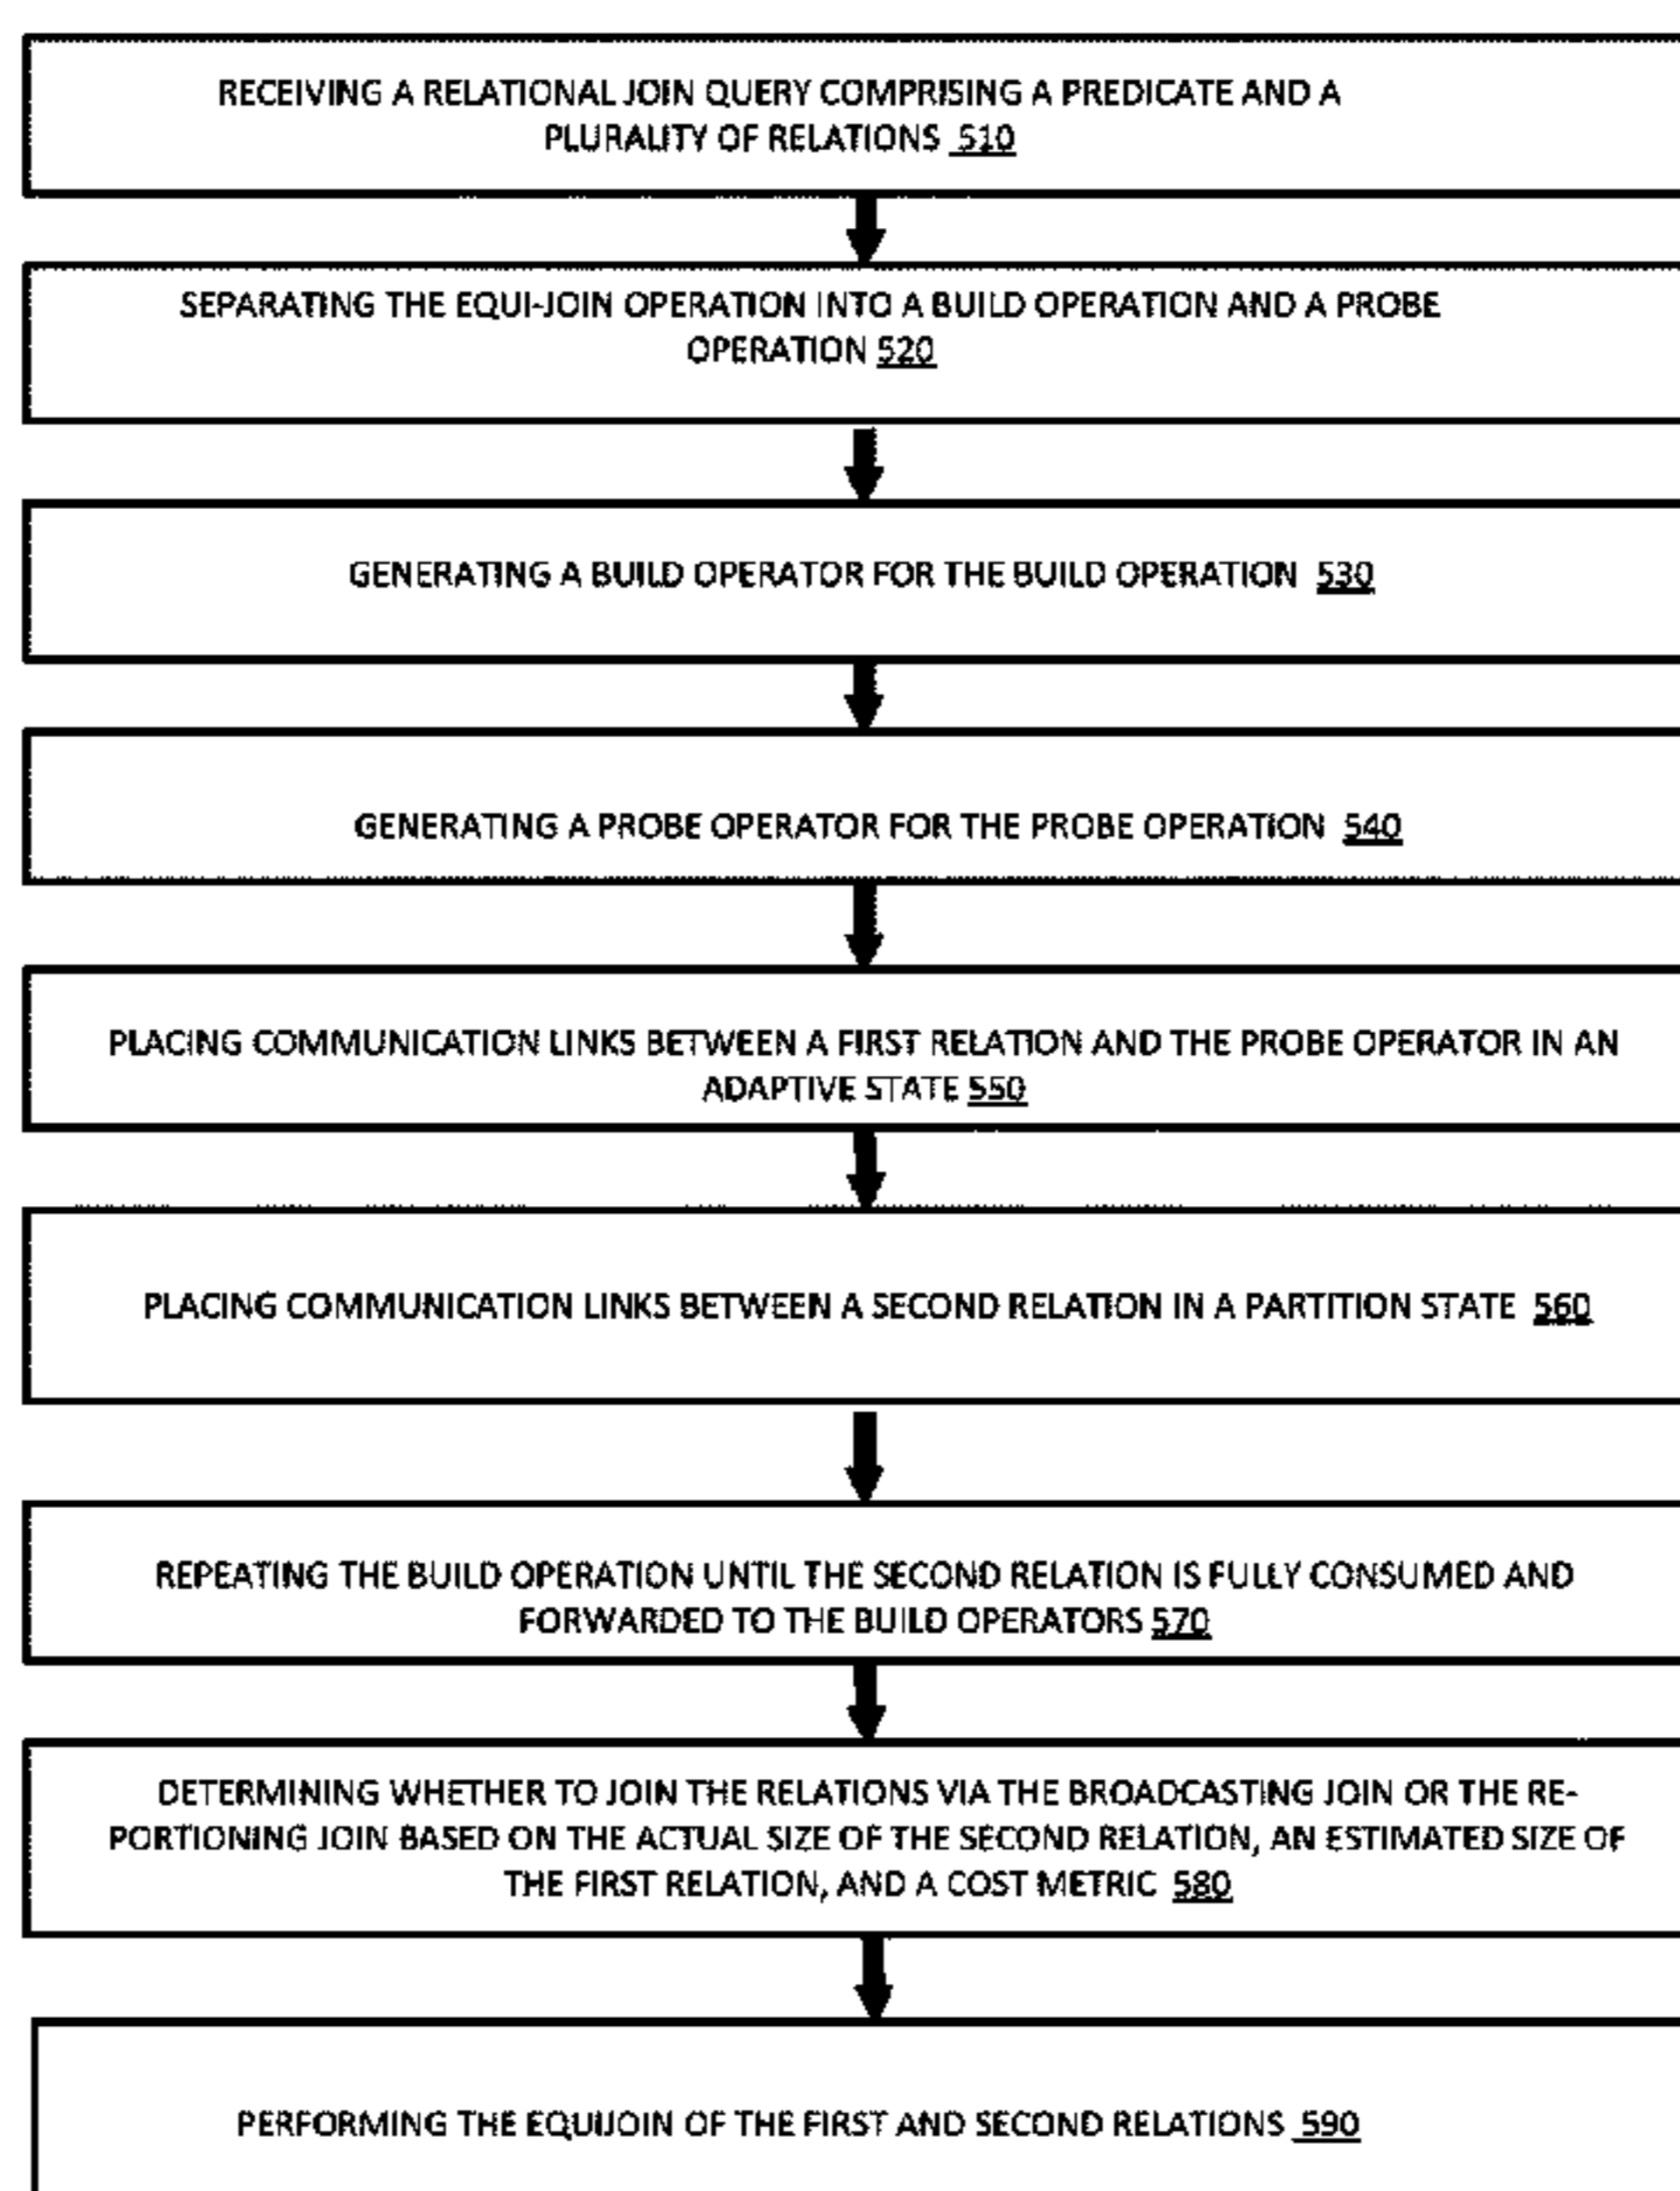 RECEIVING A RELATIONAL JOIN QUERY COMPRISING A PREDICATE AND A
PLURALITY OF RELATIONS 510
SEPARATING THE EQUI-JOIN OPERATION INTO A BUILD OPERATION AND A PROBE
OPERATION 520
GENERATING A BUILD OPERATOR FOR THE BUILD OPERATION 530
GENERATING A PROBE OPERATOR FOR THE PROBE OPERATION 540
PLACING COMMUNICATION LINKS BETWEEN A FIRST RELATION AND THE PROBE OPERATOR IN AN
ADAPTIVE STATE 550
PLACING COMMUNICATION LINKS BETWEEN A SECOND RELATION IN A PARTITION STATE 560
REPEATING THE BUILD OPERATION UNTIL THE SECOND RELATION IS FULLY CONSUMED AND
FORWARDED TO THE BUILD OPERATORS 570
DETERMINING WHETHER TO JOIN THE RELATIONS VIA THE BROADCASTING JOIN OR THE RE-
PORTIONING JOIN BASED ON THE ACTUAL SIZE OF THE SECOND RELATION, AN ESTIMATED SIZE OF
THE FIRST RELATION, AND A COST METRIC 580
PERFORMING THE EQUIJOIN OF THE FIRST AND SECOND RELATIONS 590